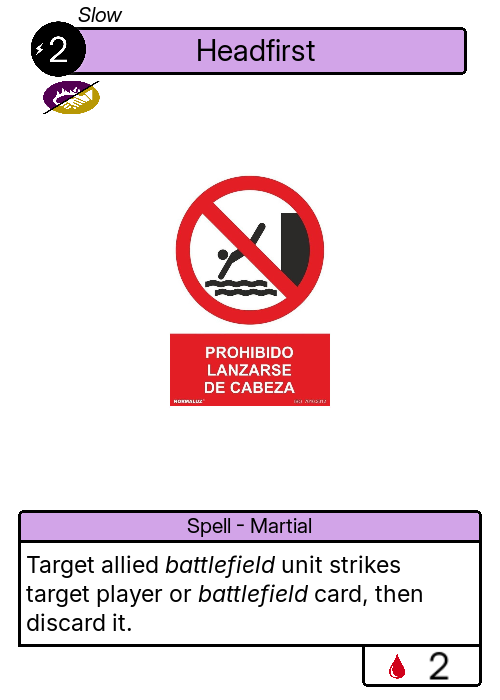 Slow
2
Headfirst
PROHIBIDO
LANZARSE
DE CABEZA
NORMALUZ
Spell - Martial
Target allied battlefield unit strikes
target player or battlefield card, then
discard it.
2